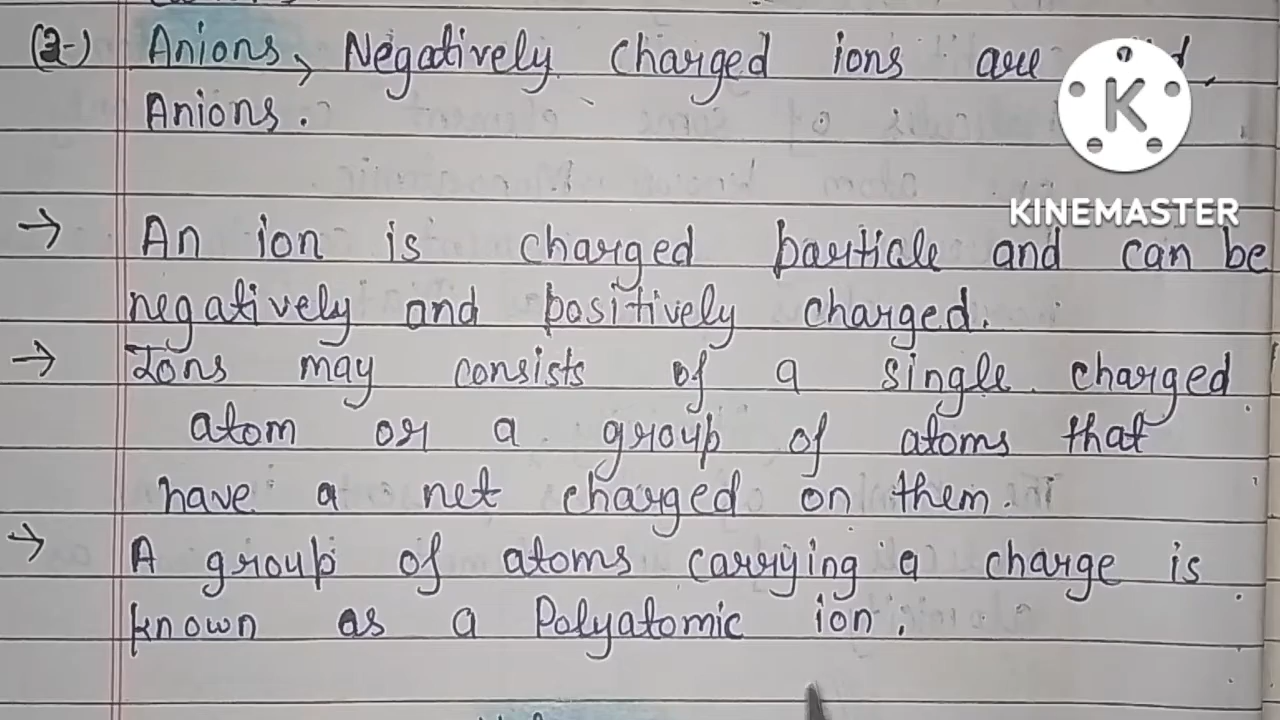 (2-) Anions, Negatively charged ions are
Anions.
→ An ion is charged particle and can be
negatively and positively charged.
→ Ions may consists of a single charged
atom or a group of atoms that
have a net charged on them.
→ A group of atoms carrying a charge is
known as a Polyatomic ion.
K
KINEMASTER